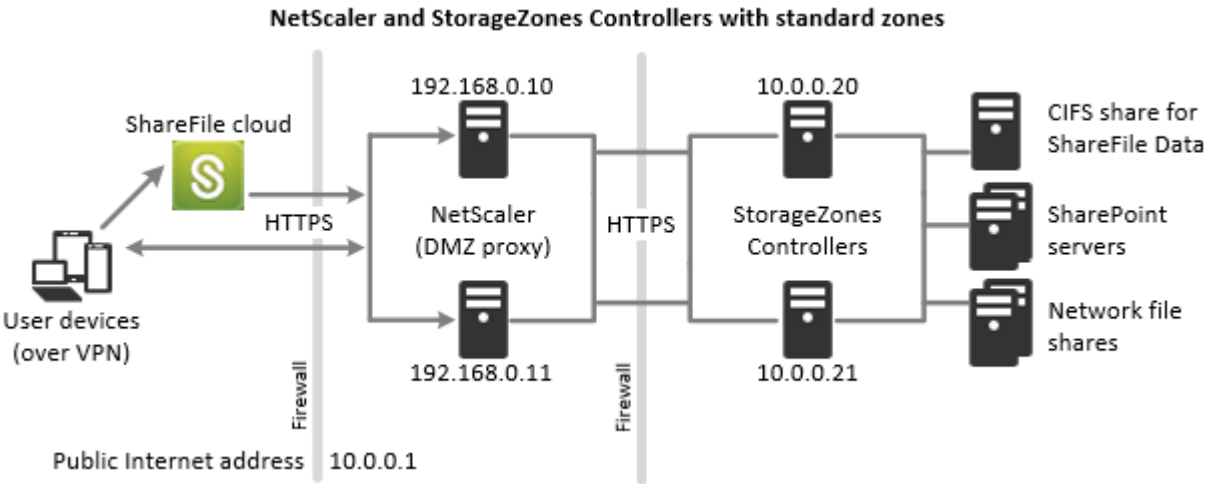 NetScaler and StorageZones Controllers with standard zones
192.168.0.10
10.0.0.20
ShareFile cloud
S
CIFS share for
ShareFile Data
HTTPS
NetScaler
(DMZ proxy)
HTTPS
StorageZones
Controllers
SharePoint
servers
User devices
(over VPN)
Network file
shares
192.168.0.11
10.0.0.21
Firewall
Firewall
Public Internet address
10.0.0.1